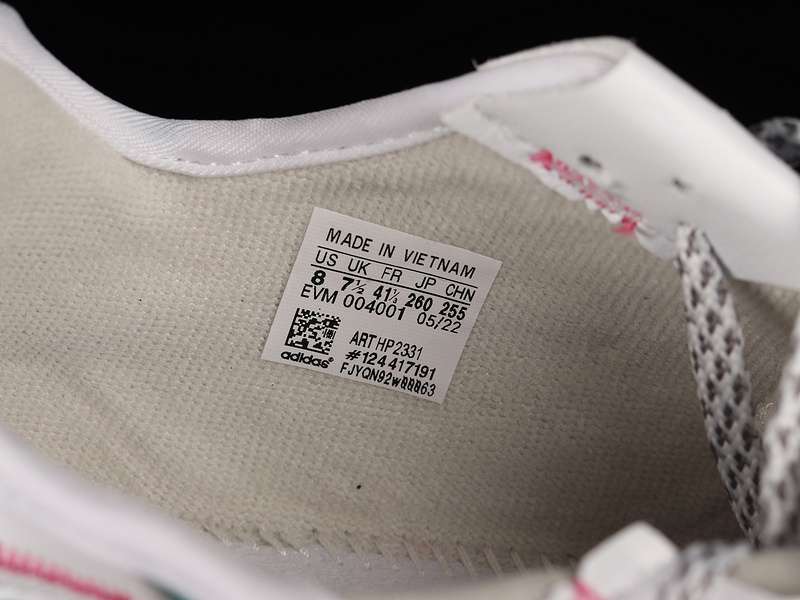 MADE IN VIETNAM
US UK FR JP CHN
8 7½ 41⅓ 260 255
EVM 004001 05/22
ART HP2331
#124417191
adidas®